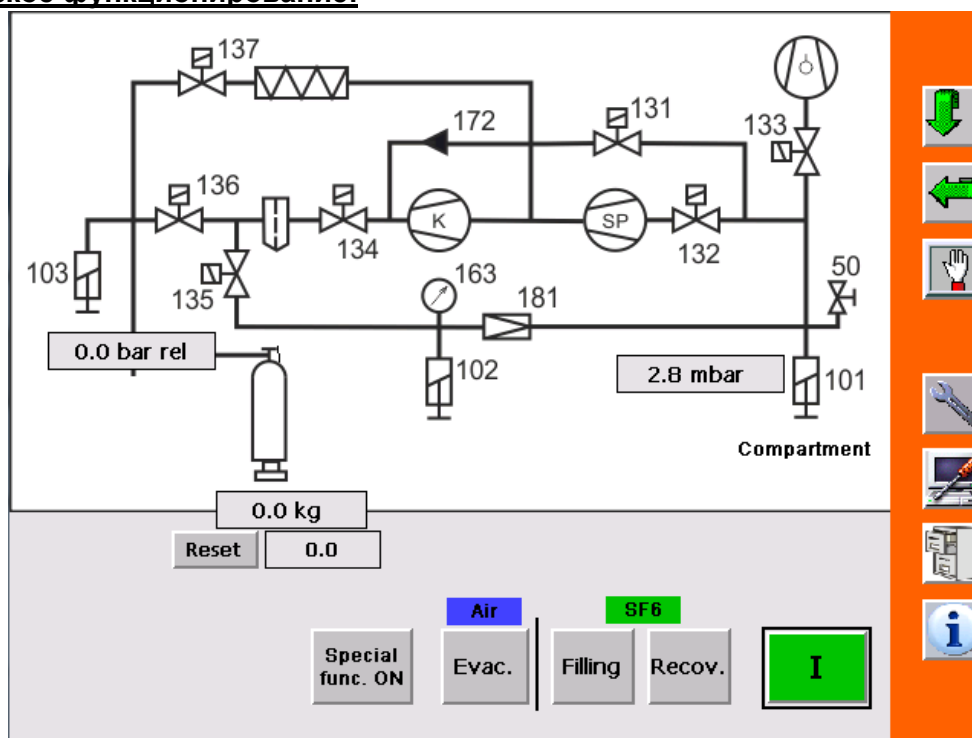 функционирование:
137
131
172
133
136
K
SP
134
132
103
135
163
181
50
0.0 bar rel
102
2.8 mbar
101
Compartment
0.0 kg
Reset
0.0
Air
SF6
Special
func. ON
Evac.
Filling
Recov.
I
i